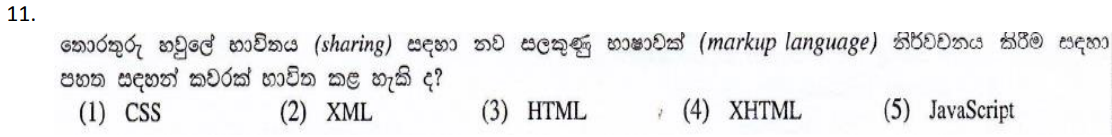 11.
තොරතුරු හවුලේ භාවිතය (sharing) සඳහා නව සලකුණු භාෂාවක් (markup language) නිර්වචනය කිරීම සඳහා
පහත සඳහන් කවරක් භාවිත කළ හැකි ද?
(1) CSS (2) XML (3) HTML (4) XHTML (5) JavaScript